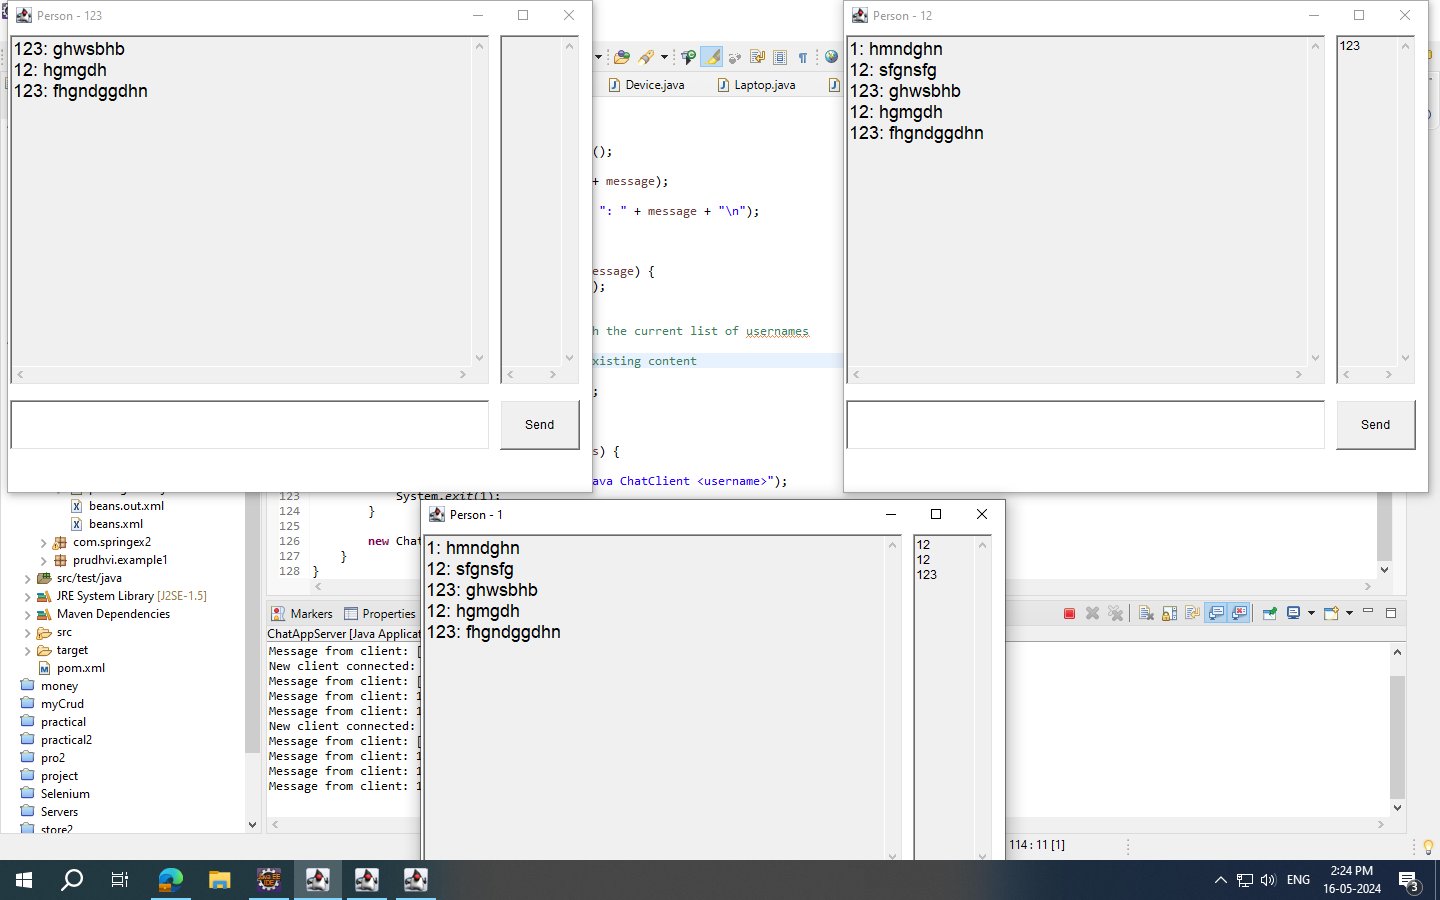 Person - 123
123: ghwsbhb
12: hgmgdh
123: fhgndggdhn
Send
Person - 12
1: hmndghn
12: sfgnsfg
123: ghwsbhb
12: hgmgdh
123: fhgndggdhn
123
Send
Device.java
Laptop.java
();
+ message);
": " + message + "\n");
essage) {
);
h the current list of usernames
xisting content
;
s) {
ava ChatClient <username>");
123 System.exit(1);
124 }
125
126 new Chat
127 }
128 }
beans.out.xml
beans.xml
com.springex2
prudhvi.example1
src/test/java
JRE System Library [J2SE-1.5]
Maven Dependencies
src
target
pom.xml
money
myCrud
practical
practical2
pro2
project
Selenium
Servers
store2
Markers
Properties
ChatAppServer [Java Applicat
Message from client: [
New client connected:
Message from client: [
Message from client: 1
Message from client: 1
New client connected:
Message from client: [
Message from client: 1
Message from client: 1
Message from client: 1
Person - 1
1: hmndghn
12: sfgnsfg
123: ghwsbhb
12: hgmgdh
123: fhgndggdhn
12
12
123
114 : 11 [1]
ENG
2:24 PM
16-05-2024
3